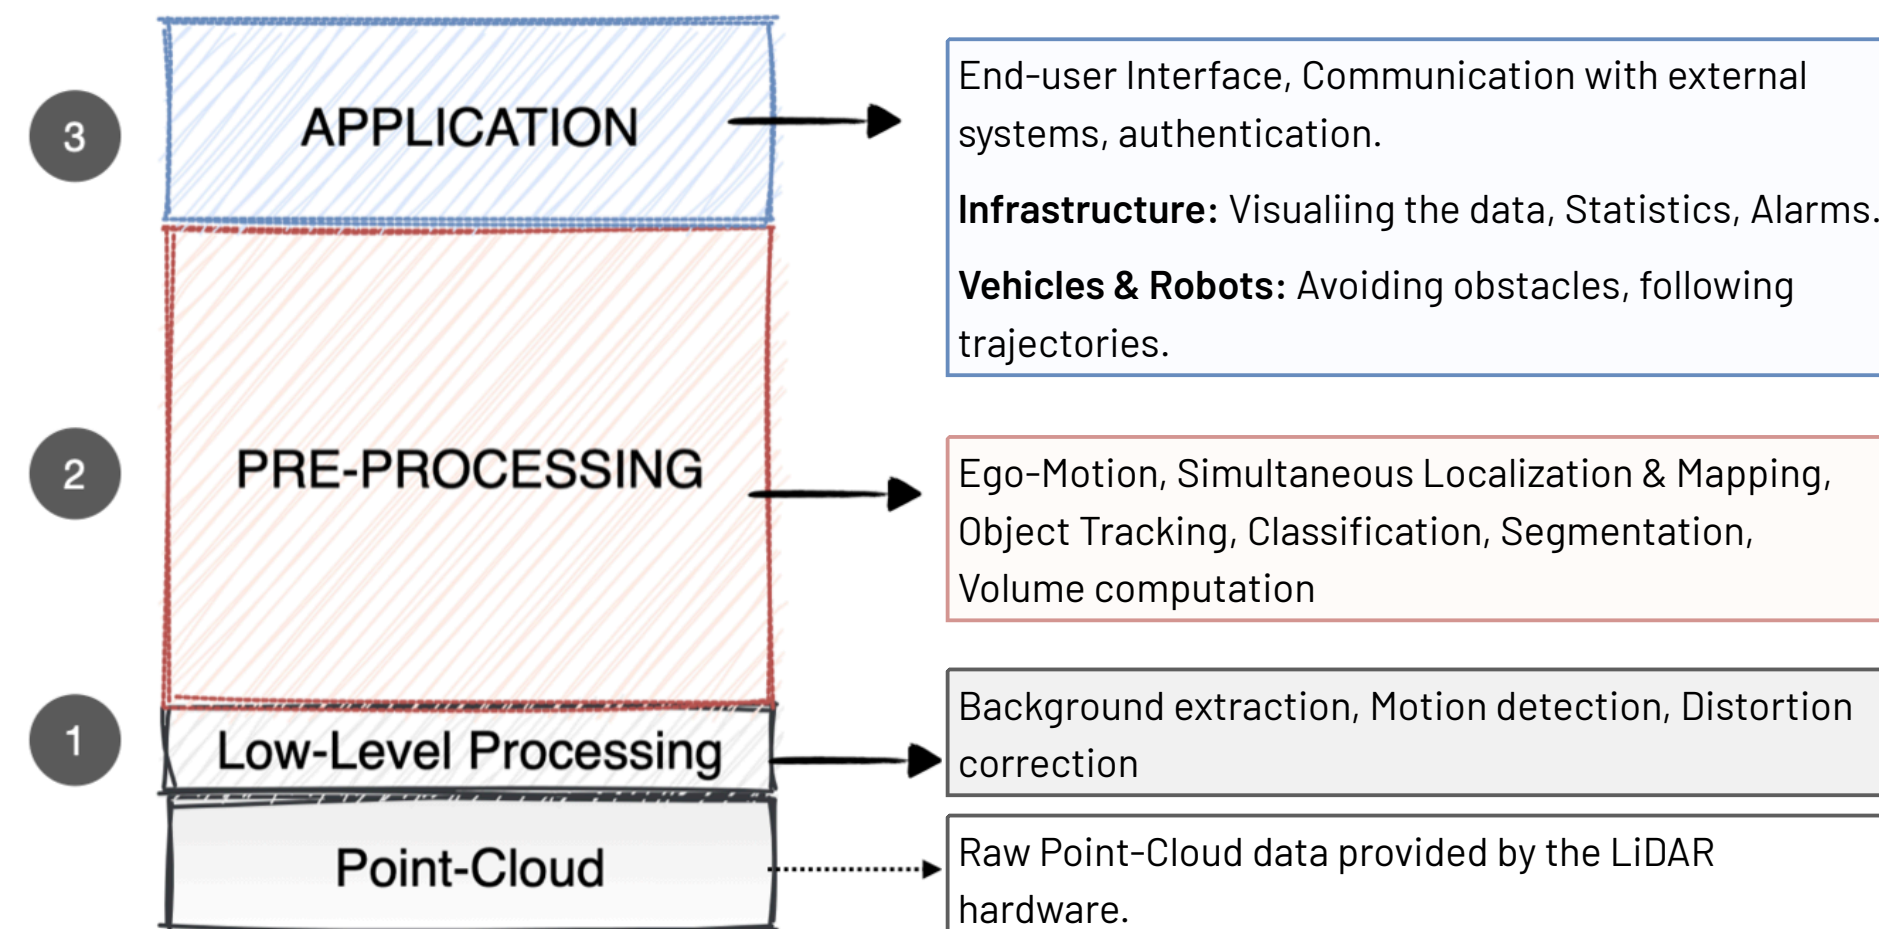 3
APPLICATION
End-user Interface, Communication with external
systems, authentication.
Infrastructure: Visualiing the data, Statistics, Alarms.
Vehicles & Robots: Avoiding obstacles, following
trajectories.
2
PRE-PROCESSING
Ego-Motion, Simultaneous Localization & Mapping,
Object Tracking, Classification, Segmentation,
Volume computation
1
Low-Level Processing
Background extraction, Motion detection, Distortion
correction
Point-Cloud
Raw Point-Cloud data provided by the LiDAR
hardware.